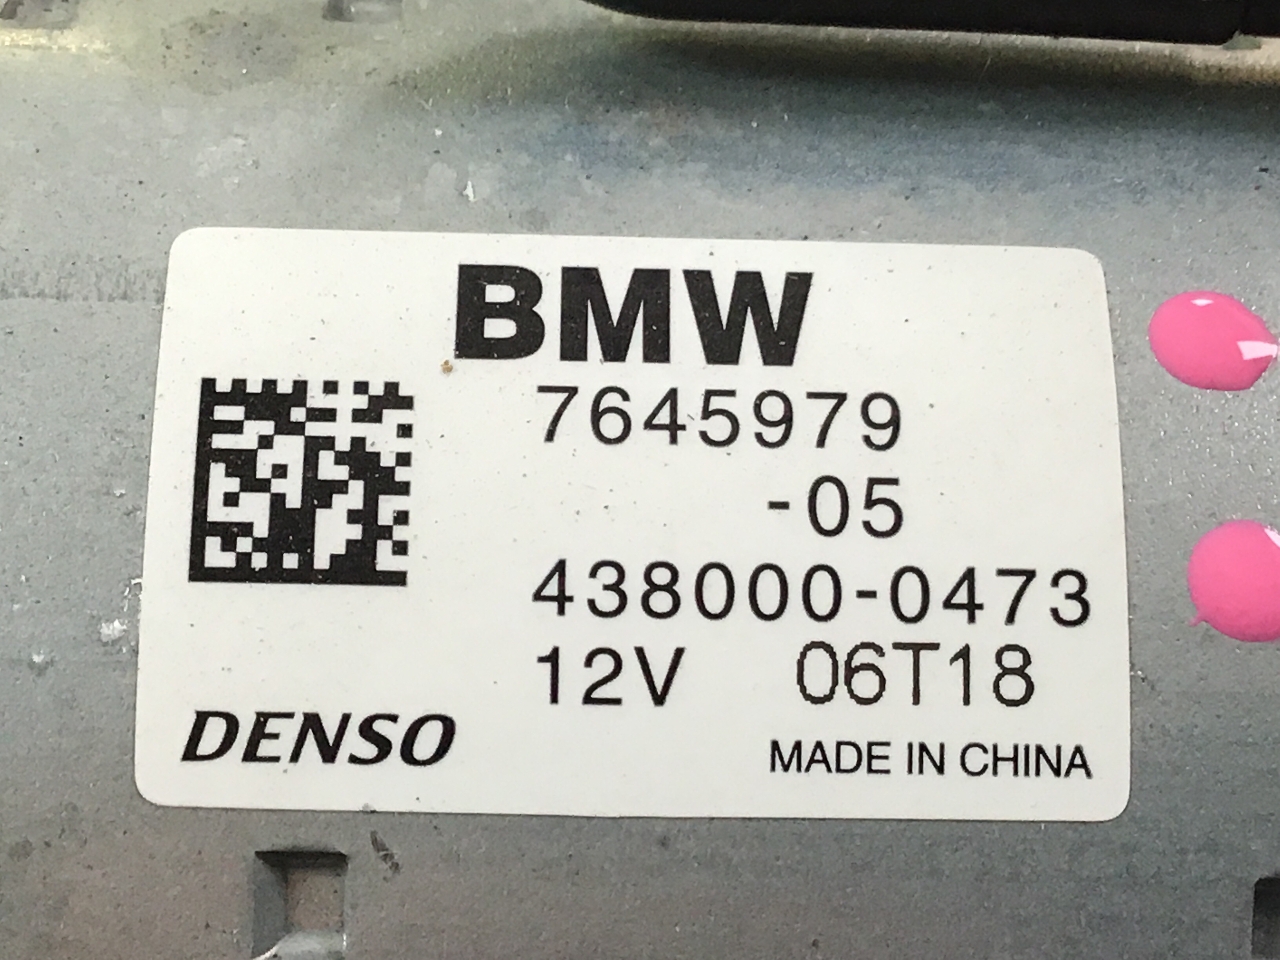 BMW
7645979
-05
438000-0473
12V 06T18
DENSO
MADE IN CHINA